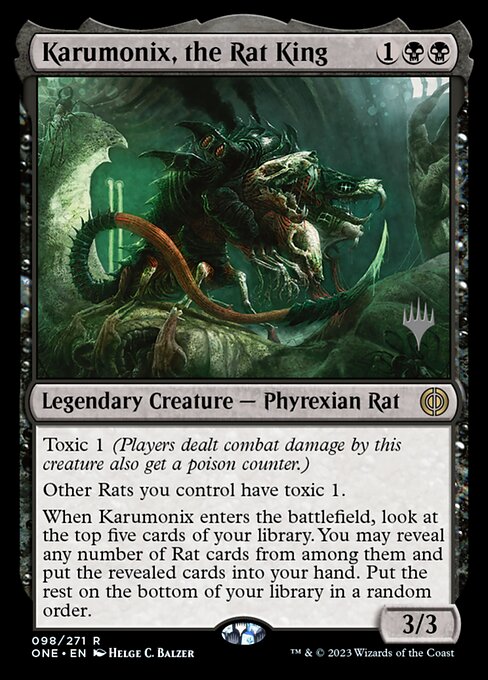 Karumonix, the Rat King 1
Legendary Creature — Phyrexian Rat
Toxic 1 (Players dealt combat damage by this
creature also get a poison counter.)
Other Rats you control have toxic 1.
When Karumonix enters the battlefield, look at
the top five cards of your library. You may reveal
any number of Rat cards from among them and
put the revealed cards into your hand. Put the
rest on the bottom of your library in a random
order.
3/3
098/271 R
ONE • EN HELGE C. BALZER
™ & © 2023 Wizards of the Coast